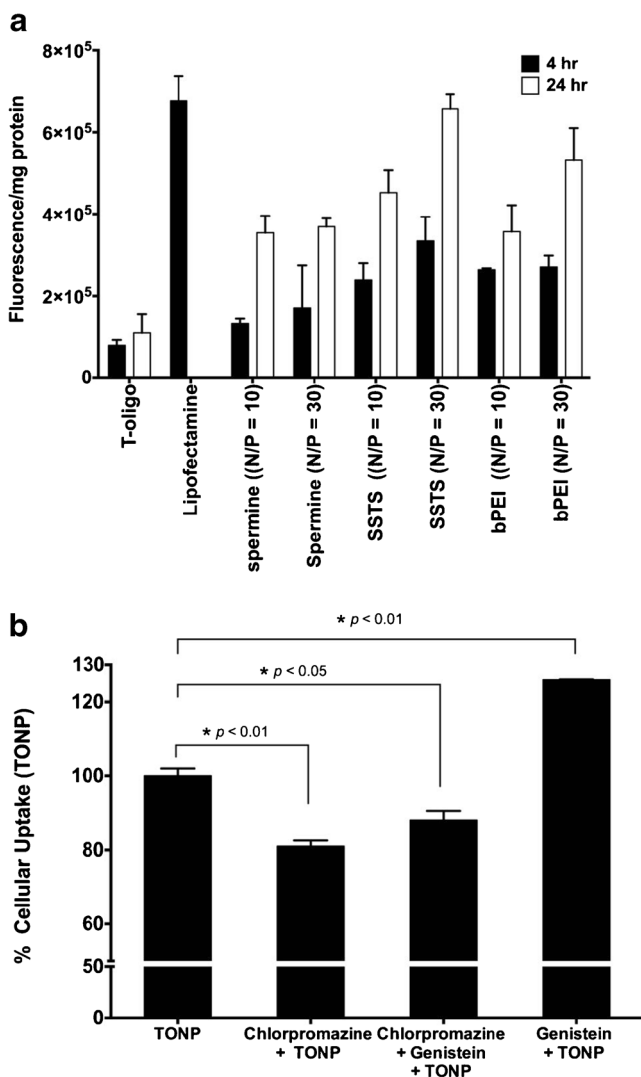 a
Fluorescence/mg protein
8×10⁵
6×10⁵
4×10⁵
2×10⁵
0
4 hr
24 hr
T-oligo
Lipofectamine
spermine ((N/P = 10)
Spermine (N/P = 30)
SSTS ((N/P = 10)
SSTS (N/P = 30)
bPEI ((N/P = 10)
bPEI (N/P = 30)
b
% Cellular Uptake (TONP)
130
120
100
80
60
50
0
* p < 0.01
* p < 0.05
* p < 0.01
TONP
Chlorpromazine
+ TONP
Chlorpromazine
+ Genistein
+ TONP
Genistein
+ TONP